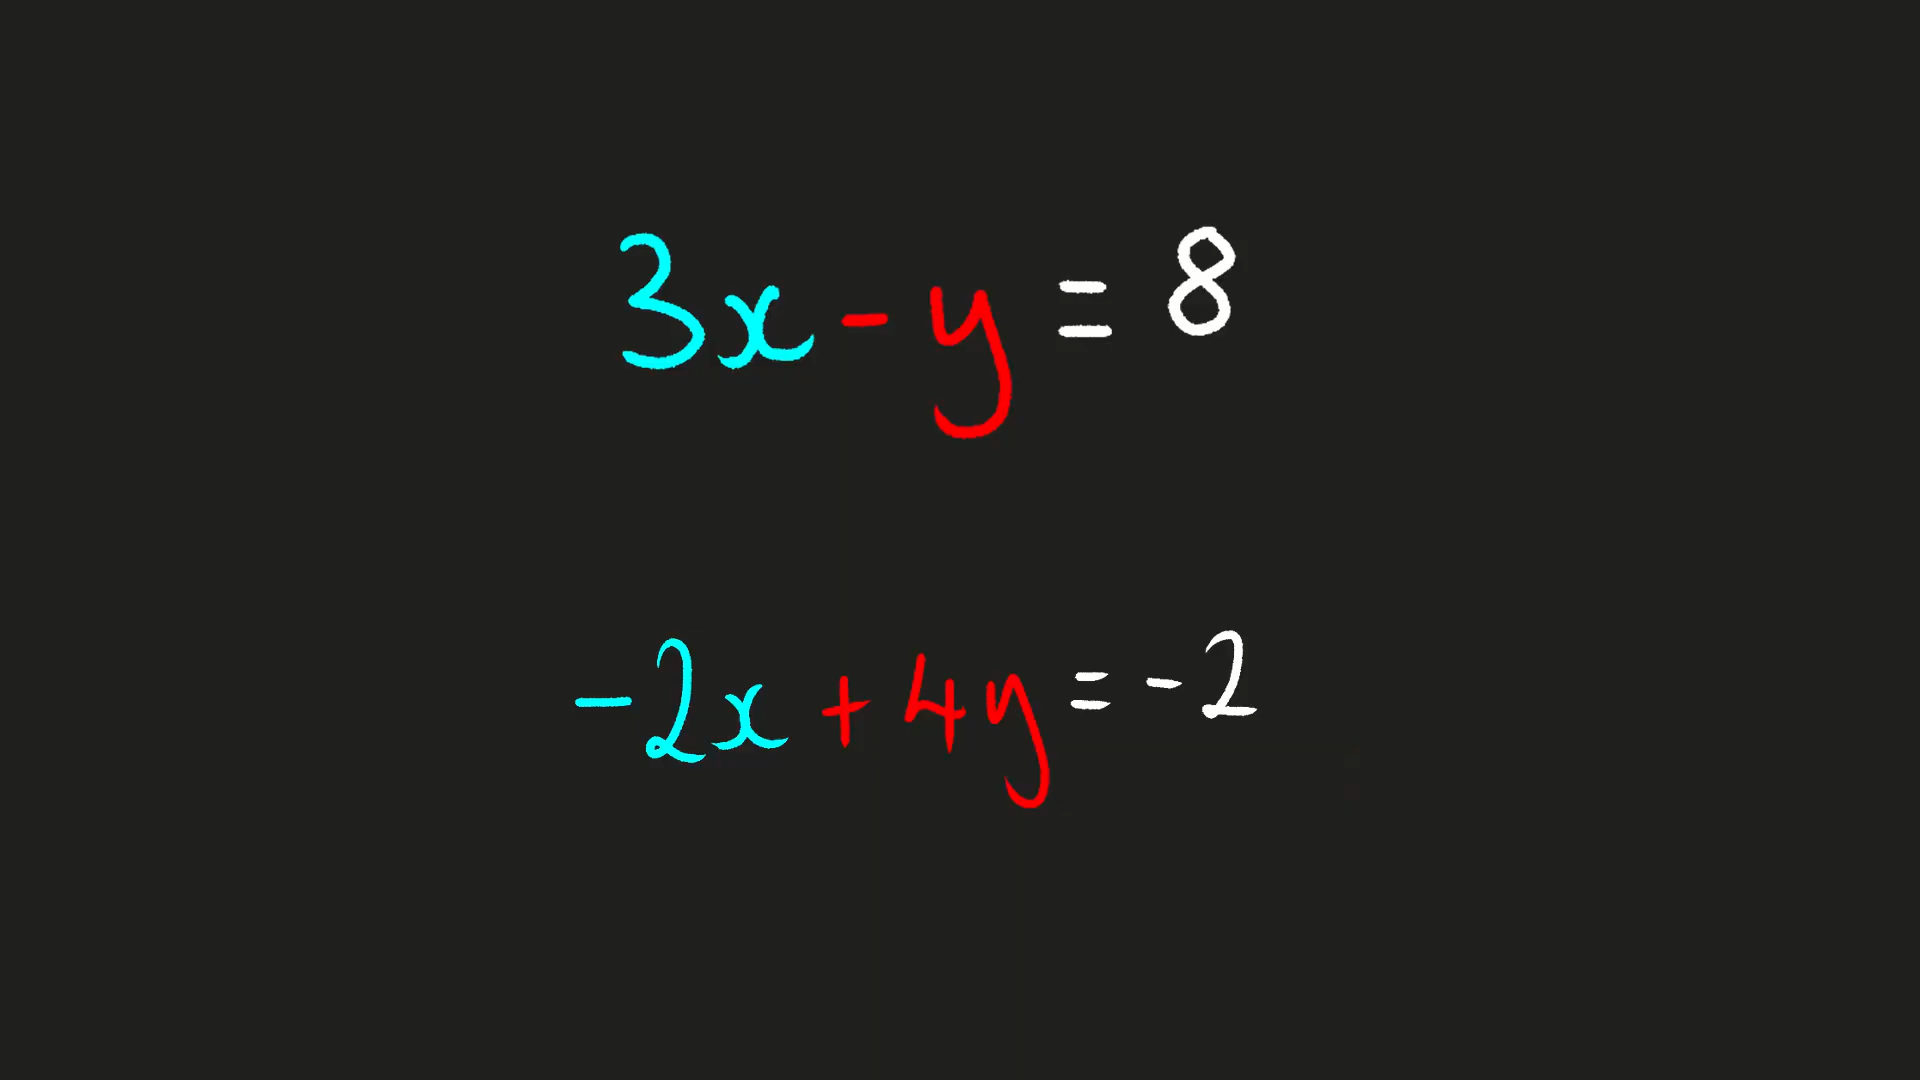 3x - y = 8
-2x + 4y = -2